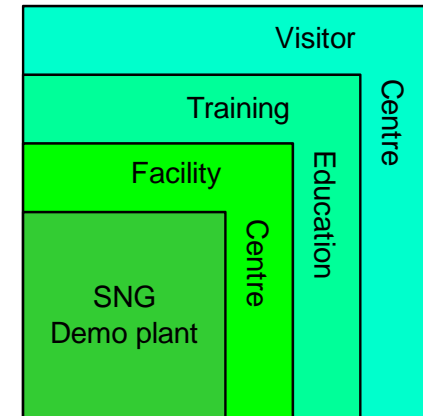 Visitor
Centre
Training
Education
Facility
Centre
SNG
Demo plant